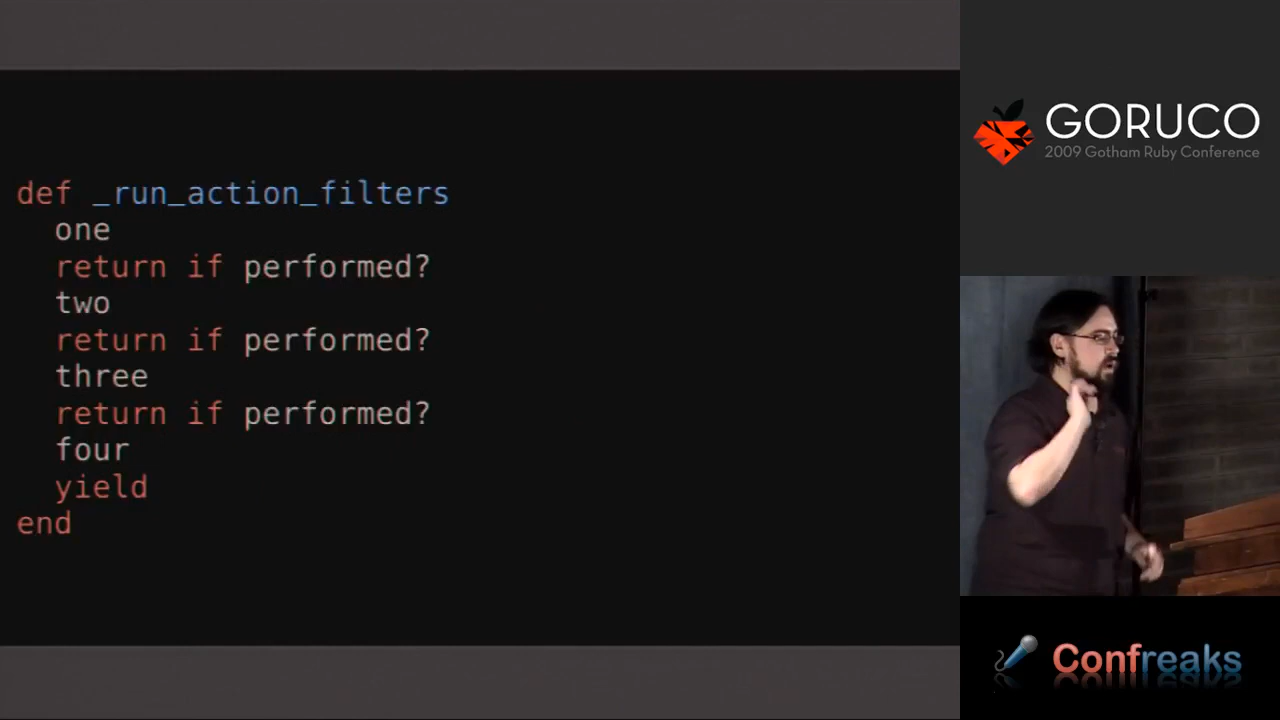 def _run_action_filters
one
return if performed?
two
return if performed?
three
return if performed?
four
yield
end
GORUCO
2009 Gotham Ruby Conference
Confreaks